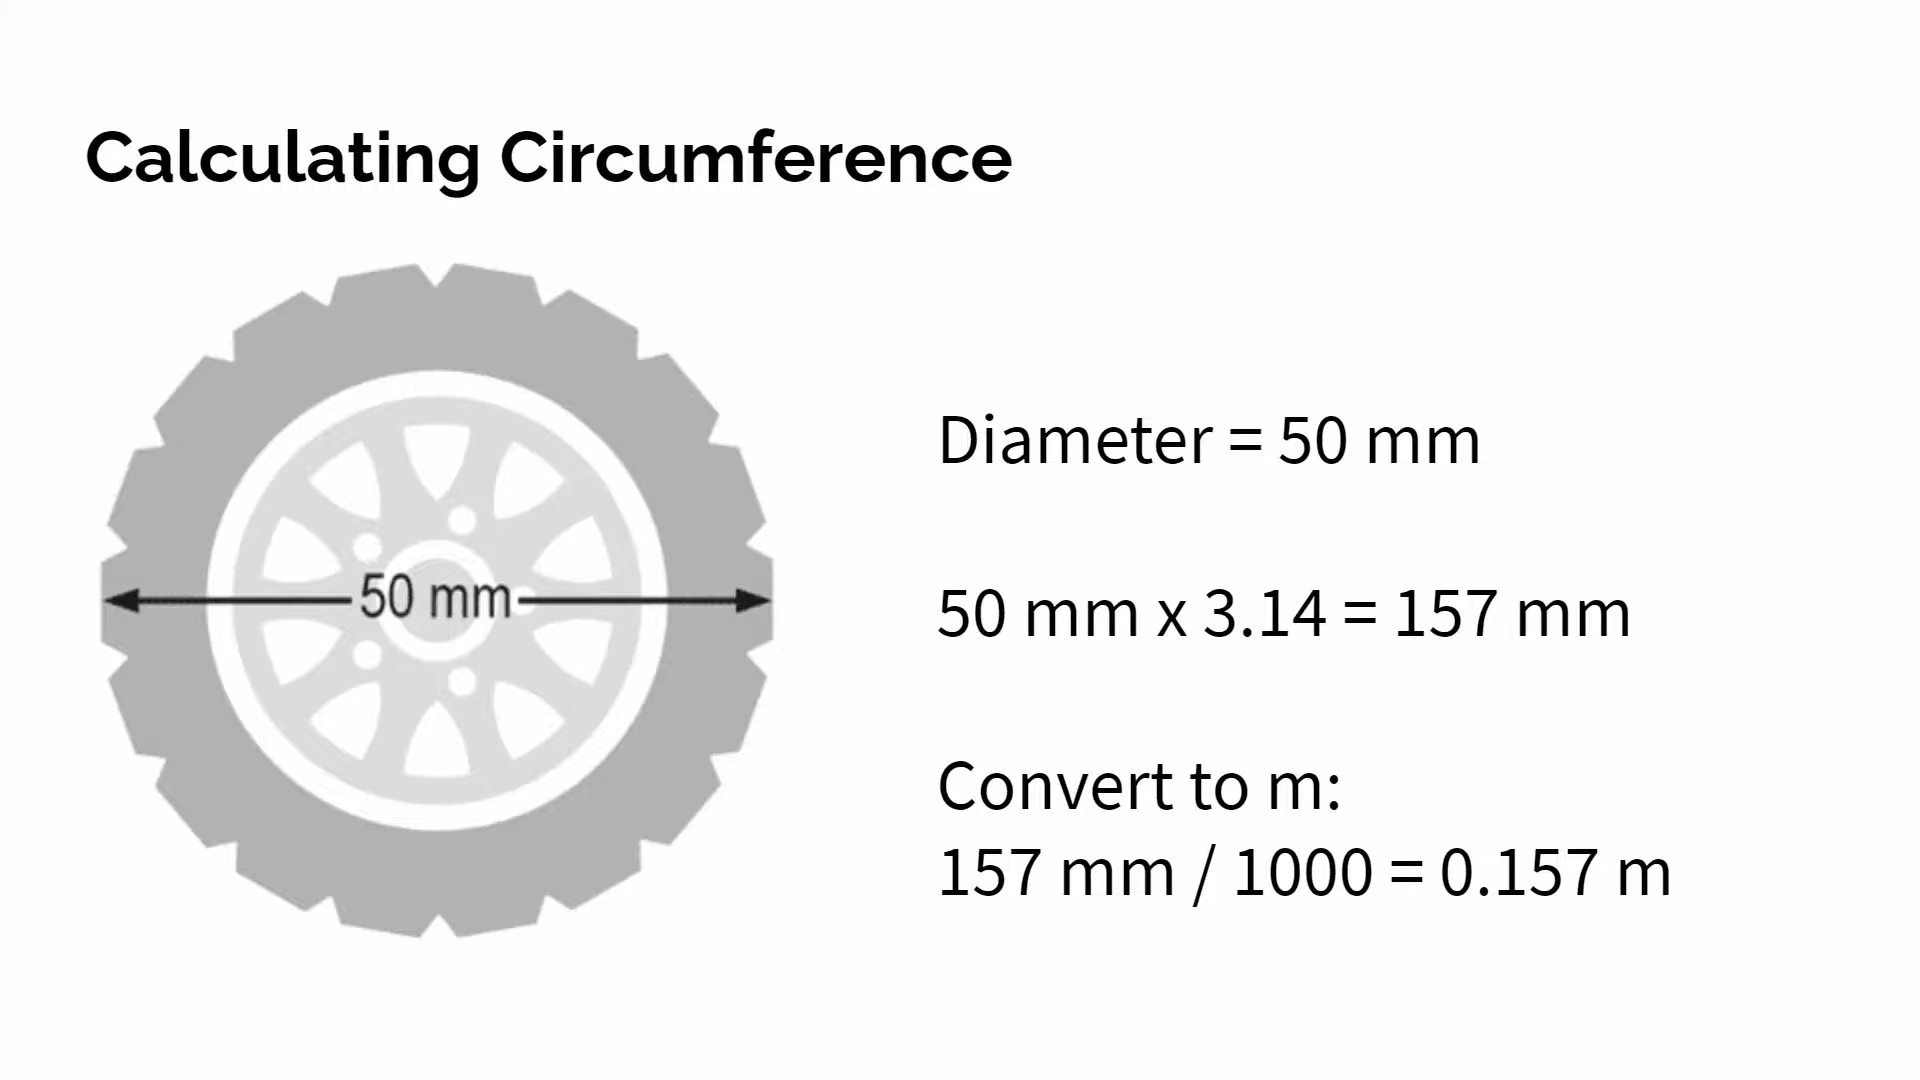 Calculating Circumference
50 mm
Diameter = 50 mm
50 mm x 3.14 = 157 mm
Convert to m:
157 mm / 1000 = 0.157 m